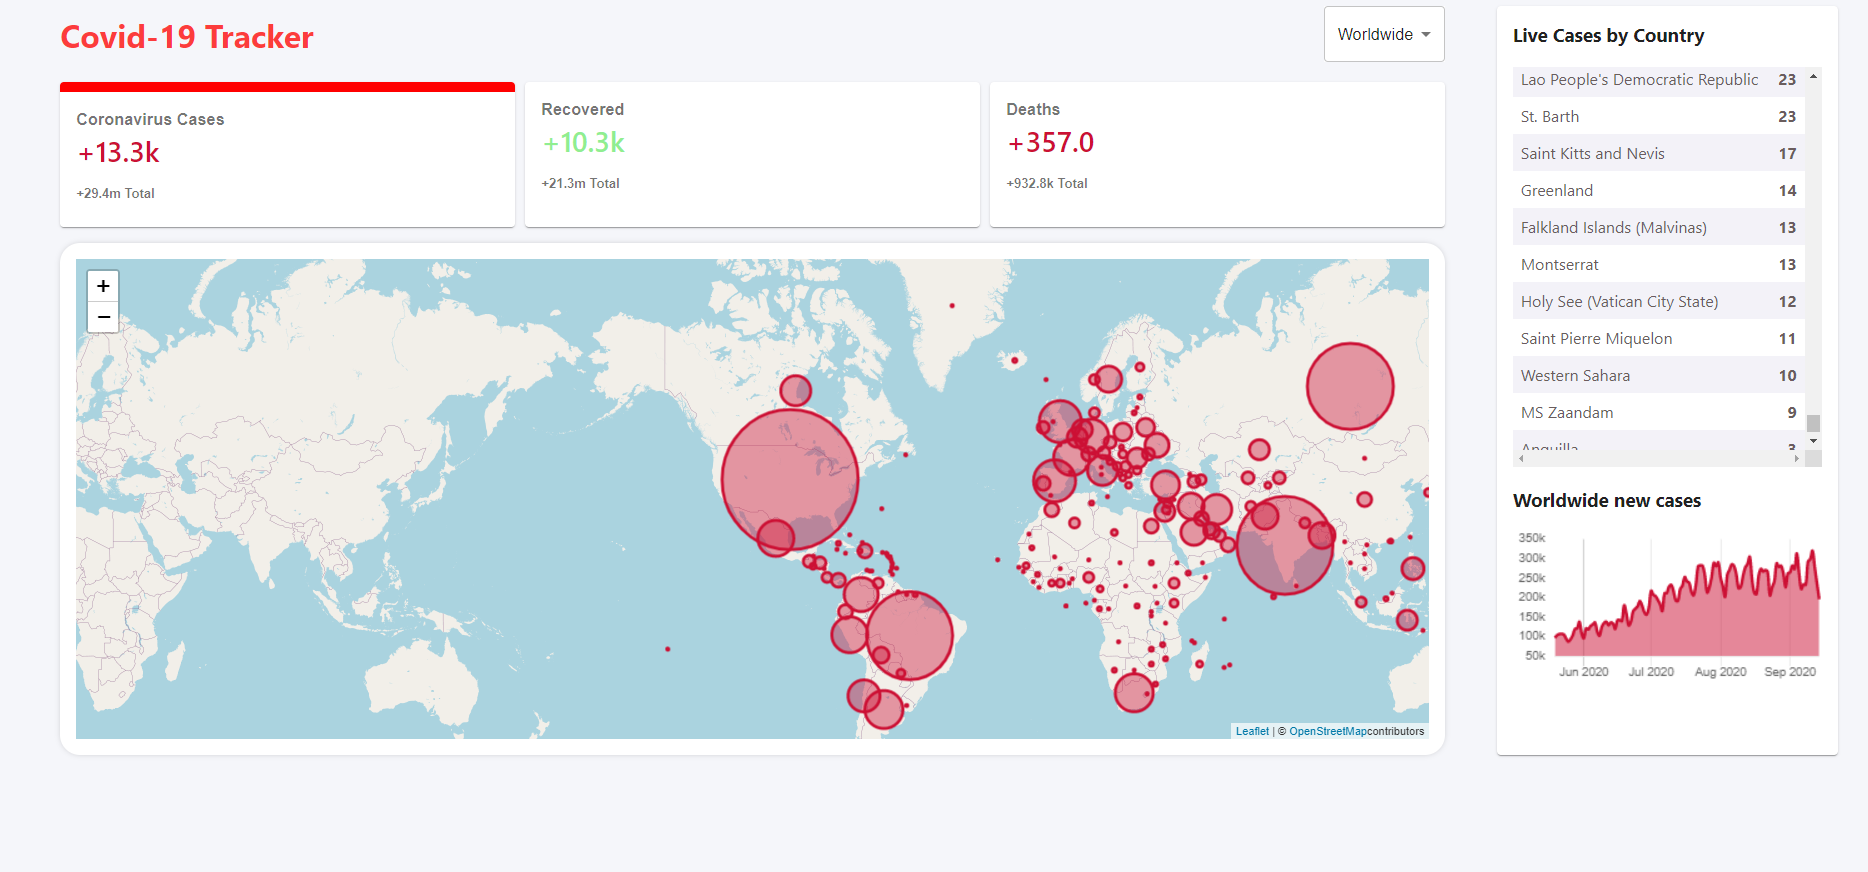 Covid-19 Tracker
Worldwide
Coronavirus Cases
+13.3k
+29.4m Total
Recovered
+10.3k
+21.3m Total
Deaths
+357.0
+932.8k Total
+
−
Leaflet | © OpenStreetMapcontributors
Live Cases by Country
Lao People's Democratic Republic 23
St. Barth 23
Saint Kitts and Nevis 17
Greenland 14
Falkland Islands (Malvinas) 13
Montserrat 13
Holy See (Vatican City State) 12
Saint Pierre Miquelon 11
Western Sahara 10
MS Zaandam 9
Anguilla 3
Worldwide new cases
350k
300k
250k
200k
150k
100k
50k
Jun 2020 Jul 2020 Aug 2020 Sep 2020